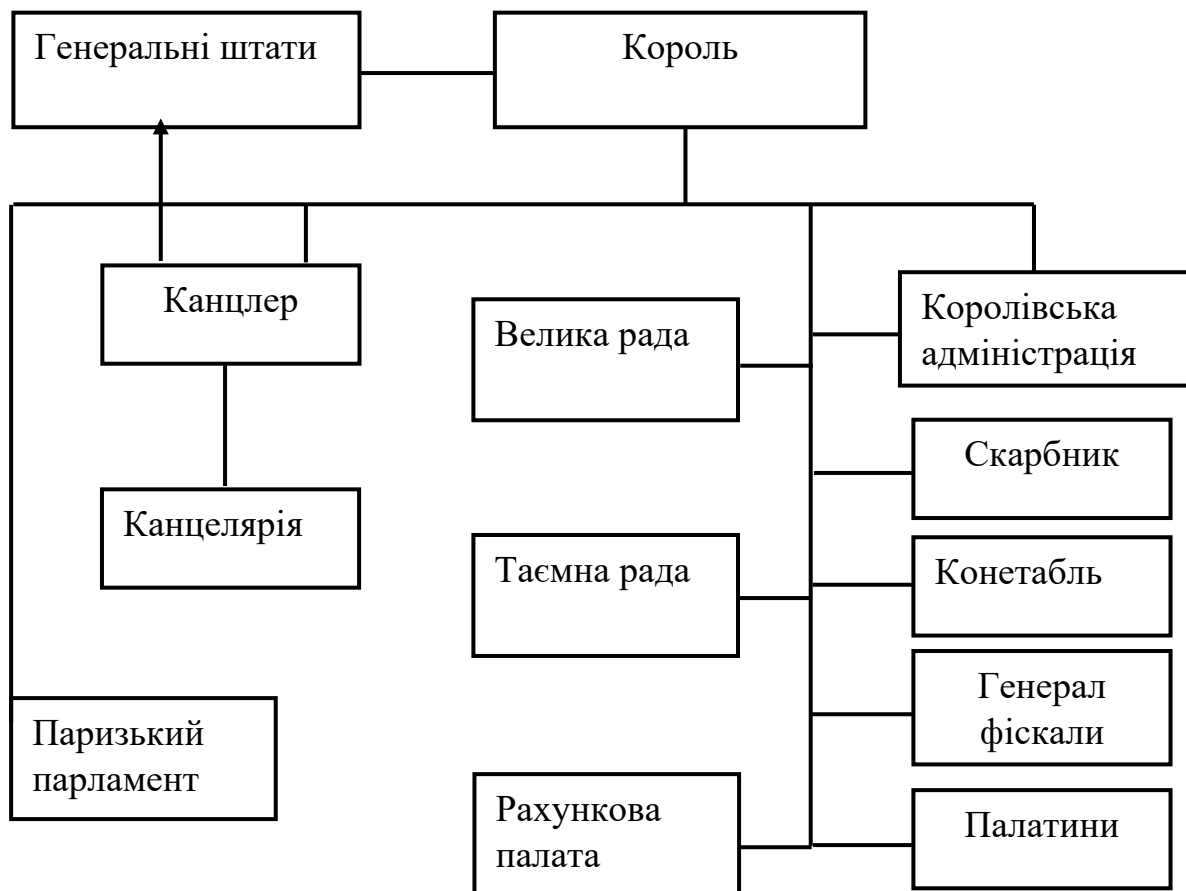 Генеральні штати
Король
Канцлер
Велика рада
Королівська
адміністрація
Скарбник
Канцелярія
Таємна рада
Конетабль
Генерал
фіскали
Паризький
парламент
Рахункова
палата
Палатини